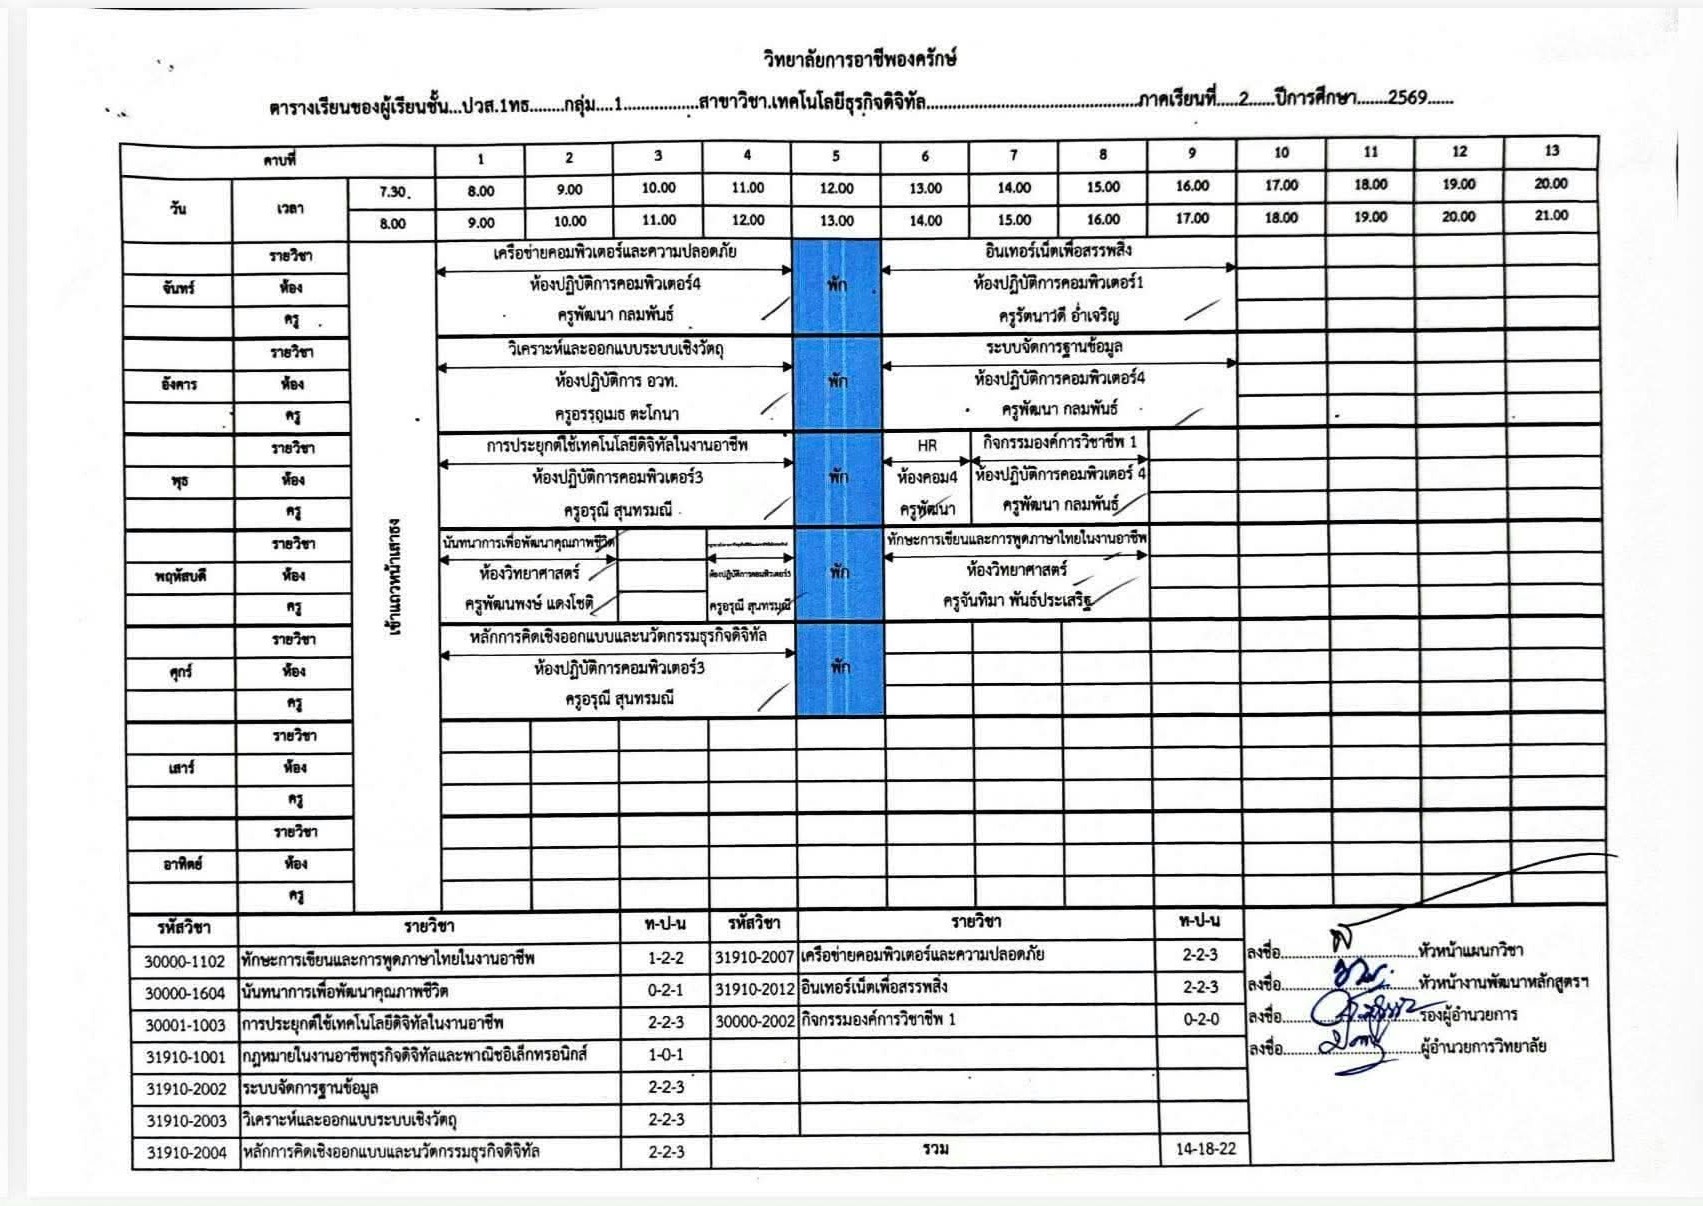 วิทยาลัยการอาชีพองครักษ์
ตารางเรียนของผู้เรียนชั้น...ปวส.1ทธ........กลุ่ม....1.................สาขาวิชา.เทคโนโลยีธุรกิจดิจิทัล................................................ภาคเรียนที่.....2......ปีการศึกษา.......2569......
คาบที่ 1 2 3 4 5 6 7 8 9 10 11 12 13
วัน เวลา 7.30. 8.00 9.00 10.00 11.00 12.00 13.00 14.00 15.00 16.00 17.00 18.00 19.00 20.00
8.00 9.00 10.00 11.00 12.00 13.00 14.00 15.00 16.00 17.00 18.00 19.00 20.00 21.00
เข้าแถวหน้าเสาธง
รายวิชา เครือข่ายคอมพิวเตอร์และความปลอดภัย อินเทอร์เน็ตเพื่อสรรพสิ่ง
จันทร์ ห้อง ห้องปฏิบัติการคอมพิวเตอร์4 พัก ห้องปฏิบัติการคอมพิวเตอร์1
ครู ครูพัฒนา กลมพันธ์ ครูรัตนาวดี อ่ำเจริญ
รายวิชา วิเคราะห์และออกแบบระบบเชิงวัตถุ ระบบจัดการฐานข้อมูล
อังคาร ห้อง ห้องปฏิบัติการ อวท. พัก ห้องปฏิบัติการคอมพิวเตอร์4
ครู ครูอรรถเมธ ตะโกนา ครูพัฒนา กลมพันธ์
รายวิชา การประยุกต์ใช้เทคโนโลยีดิจิทัลในงานอาชีพ HR กิจกรรมองค์การวิชาชีพ 1
พุธ ห้อง ห้องปฏิบัติการคอมพิวเตอร์3 พัก ห้องคอม4 ห้องปฏิบัติการคอมพิวเตอร์ 4
ครู ครูอรุณี สุนทรมณี ครูพัฒนา ครูพัฒนา กลมพันธ์
รายวิชา นันทนาการเพื่อพัฒนาคุณภาพชีวิต ทักษะการเขียนและการพูดภาษาไทยในงานอาชีพ
พฤหัสบดี ห้อง ห้องวิทยาศาสตร์ ห้องปฏิบัติการคอมพิวเตอร์3 พัก ห้องวิทยาศาสตร์
ครู ครูพัฒนพงษ์ แดงโชติ ครูอรุณี สุนทรมณี ครูจันทิมา พันธ์ประเสริฐ
รายวิชา หลักการคิดเชิงออกแบบและนวัตกรรมธุรกิจดิจิทัล
ศุกร์ ห้อง ห้องปฏิบัติการคอมพิวเตอร์3 พัก
ครู ครูอรุณี สุนทรมณี
รายวิชา
เสาร์ ห้อง
ครู
รายวิชา
อาทิตย์ ห้อง
ครู
รหัสวิชา รายวิชา ท-ป-น รหัสวิชา รายวิชา ท-ป-น
30000-1102 ทักษะการเขียนและการพูดภาษาไทยในงานอาชีพ 1-2-2 31910-2007 เครือข่ายคอมพิวเตอร์และความปลอดภัย 2-2-3 ลงชื่อ..............................หัวหน้าแผนกวิชา
30000-1604 นันทนาการเพื่อพัฒนาคุณภาพชีวิต 0-2-1 31910-2012 อินเทอร์เน็ตเพื่อสรรพสิ่ง 2-2-3 ลงชื่อ..............................หัวหน้างานพัฒนาหลักสูตรฯ
30001-1003 การประยุกต์ใช้เทคโนโลยีดิจิทัลในงานอาชีพ 2-2-3 30000-2002 กิจกรรมองค์การวิชาชีพ 1 0-2-0 ลงชื่อ..............................รองผู้อำนวยการ
31910-1001 กฎหมายในงานอาชีพธุรกิจดิจิทัลและพาณิชอิเล็กทรอนิกส์ 1-0-1 ลงชื่อ..............................ผู้อำนวยการวิทยาลัย
31910-2002 ระบบจัดการฐานข้อมูล 2-2-3
31910-2003 วิเคราะห์และออกแบบระบบเชิงวัตถุ 2-2-3
31910-2004 หลักการคิดเชิงออกแบบและนวัตกรรมธุรกิจดิจิทัล 2-2-3 รวม 14-18-22